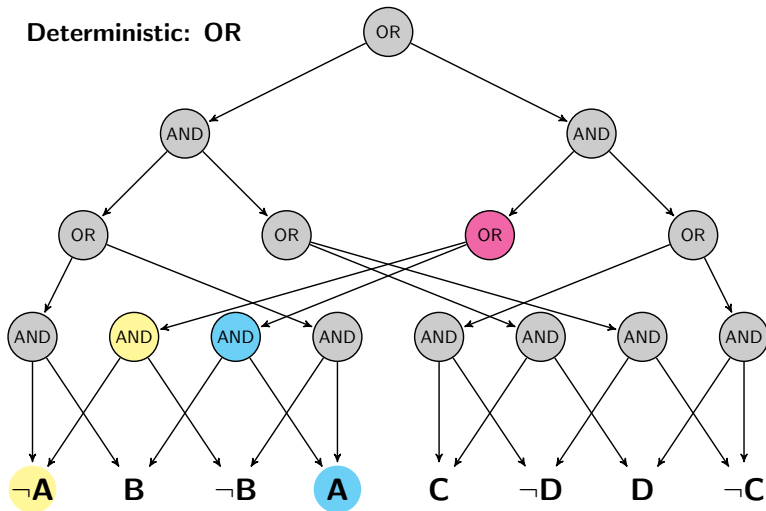 Deterministic: OR
OR
AND AND
OR OR OR OR
AND AND AND AND AND AND AND AND
¬A B ¬B A C ¬D D ¬C